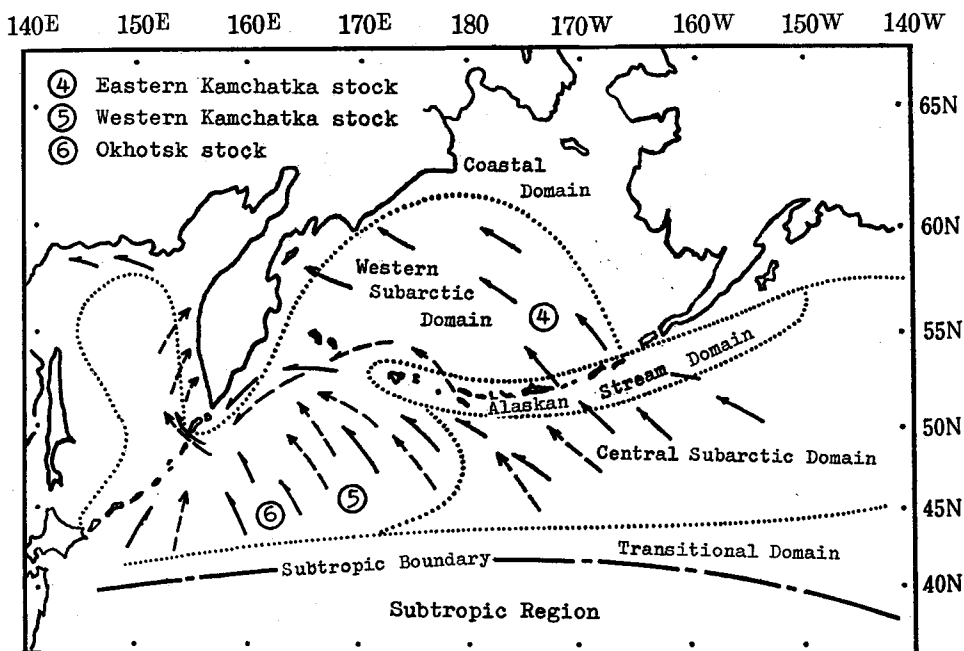 140E 150E 160E 170E 180 170W 160W 150W 140W
④ Eastern Kamchatka stock
⑤ Western Kamchatka stock
⑥ Okhotsk stock
65N
Coastal
Domain
60N
Western
Subarctic
Domain
④
55N
Alaskan Stream Domain
50N
Central Subarctic Domain
⑤
⑥
45N
Transitional Domain
Subtropic Boundary
40N
Subtropic Region